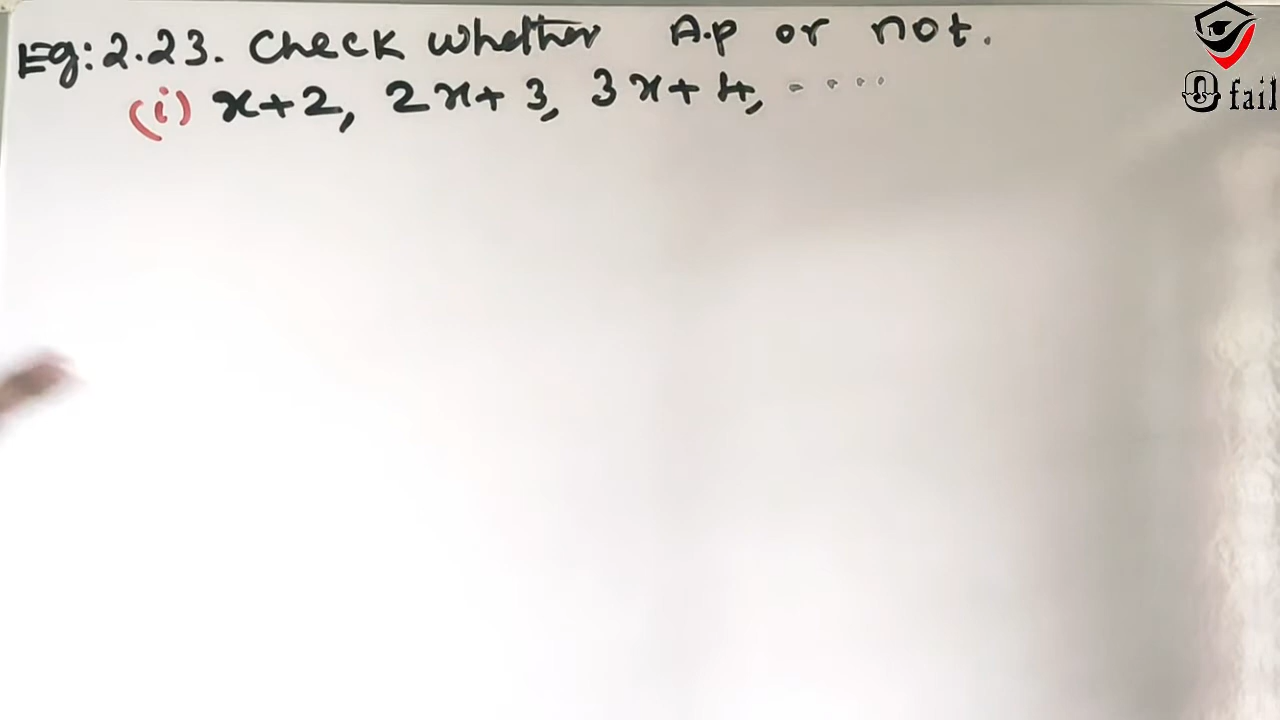 Eg: 2.23. Check whether A.p or not.
(i) x+2, 2x+3, 3x+4, ....
0 fail